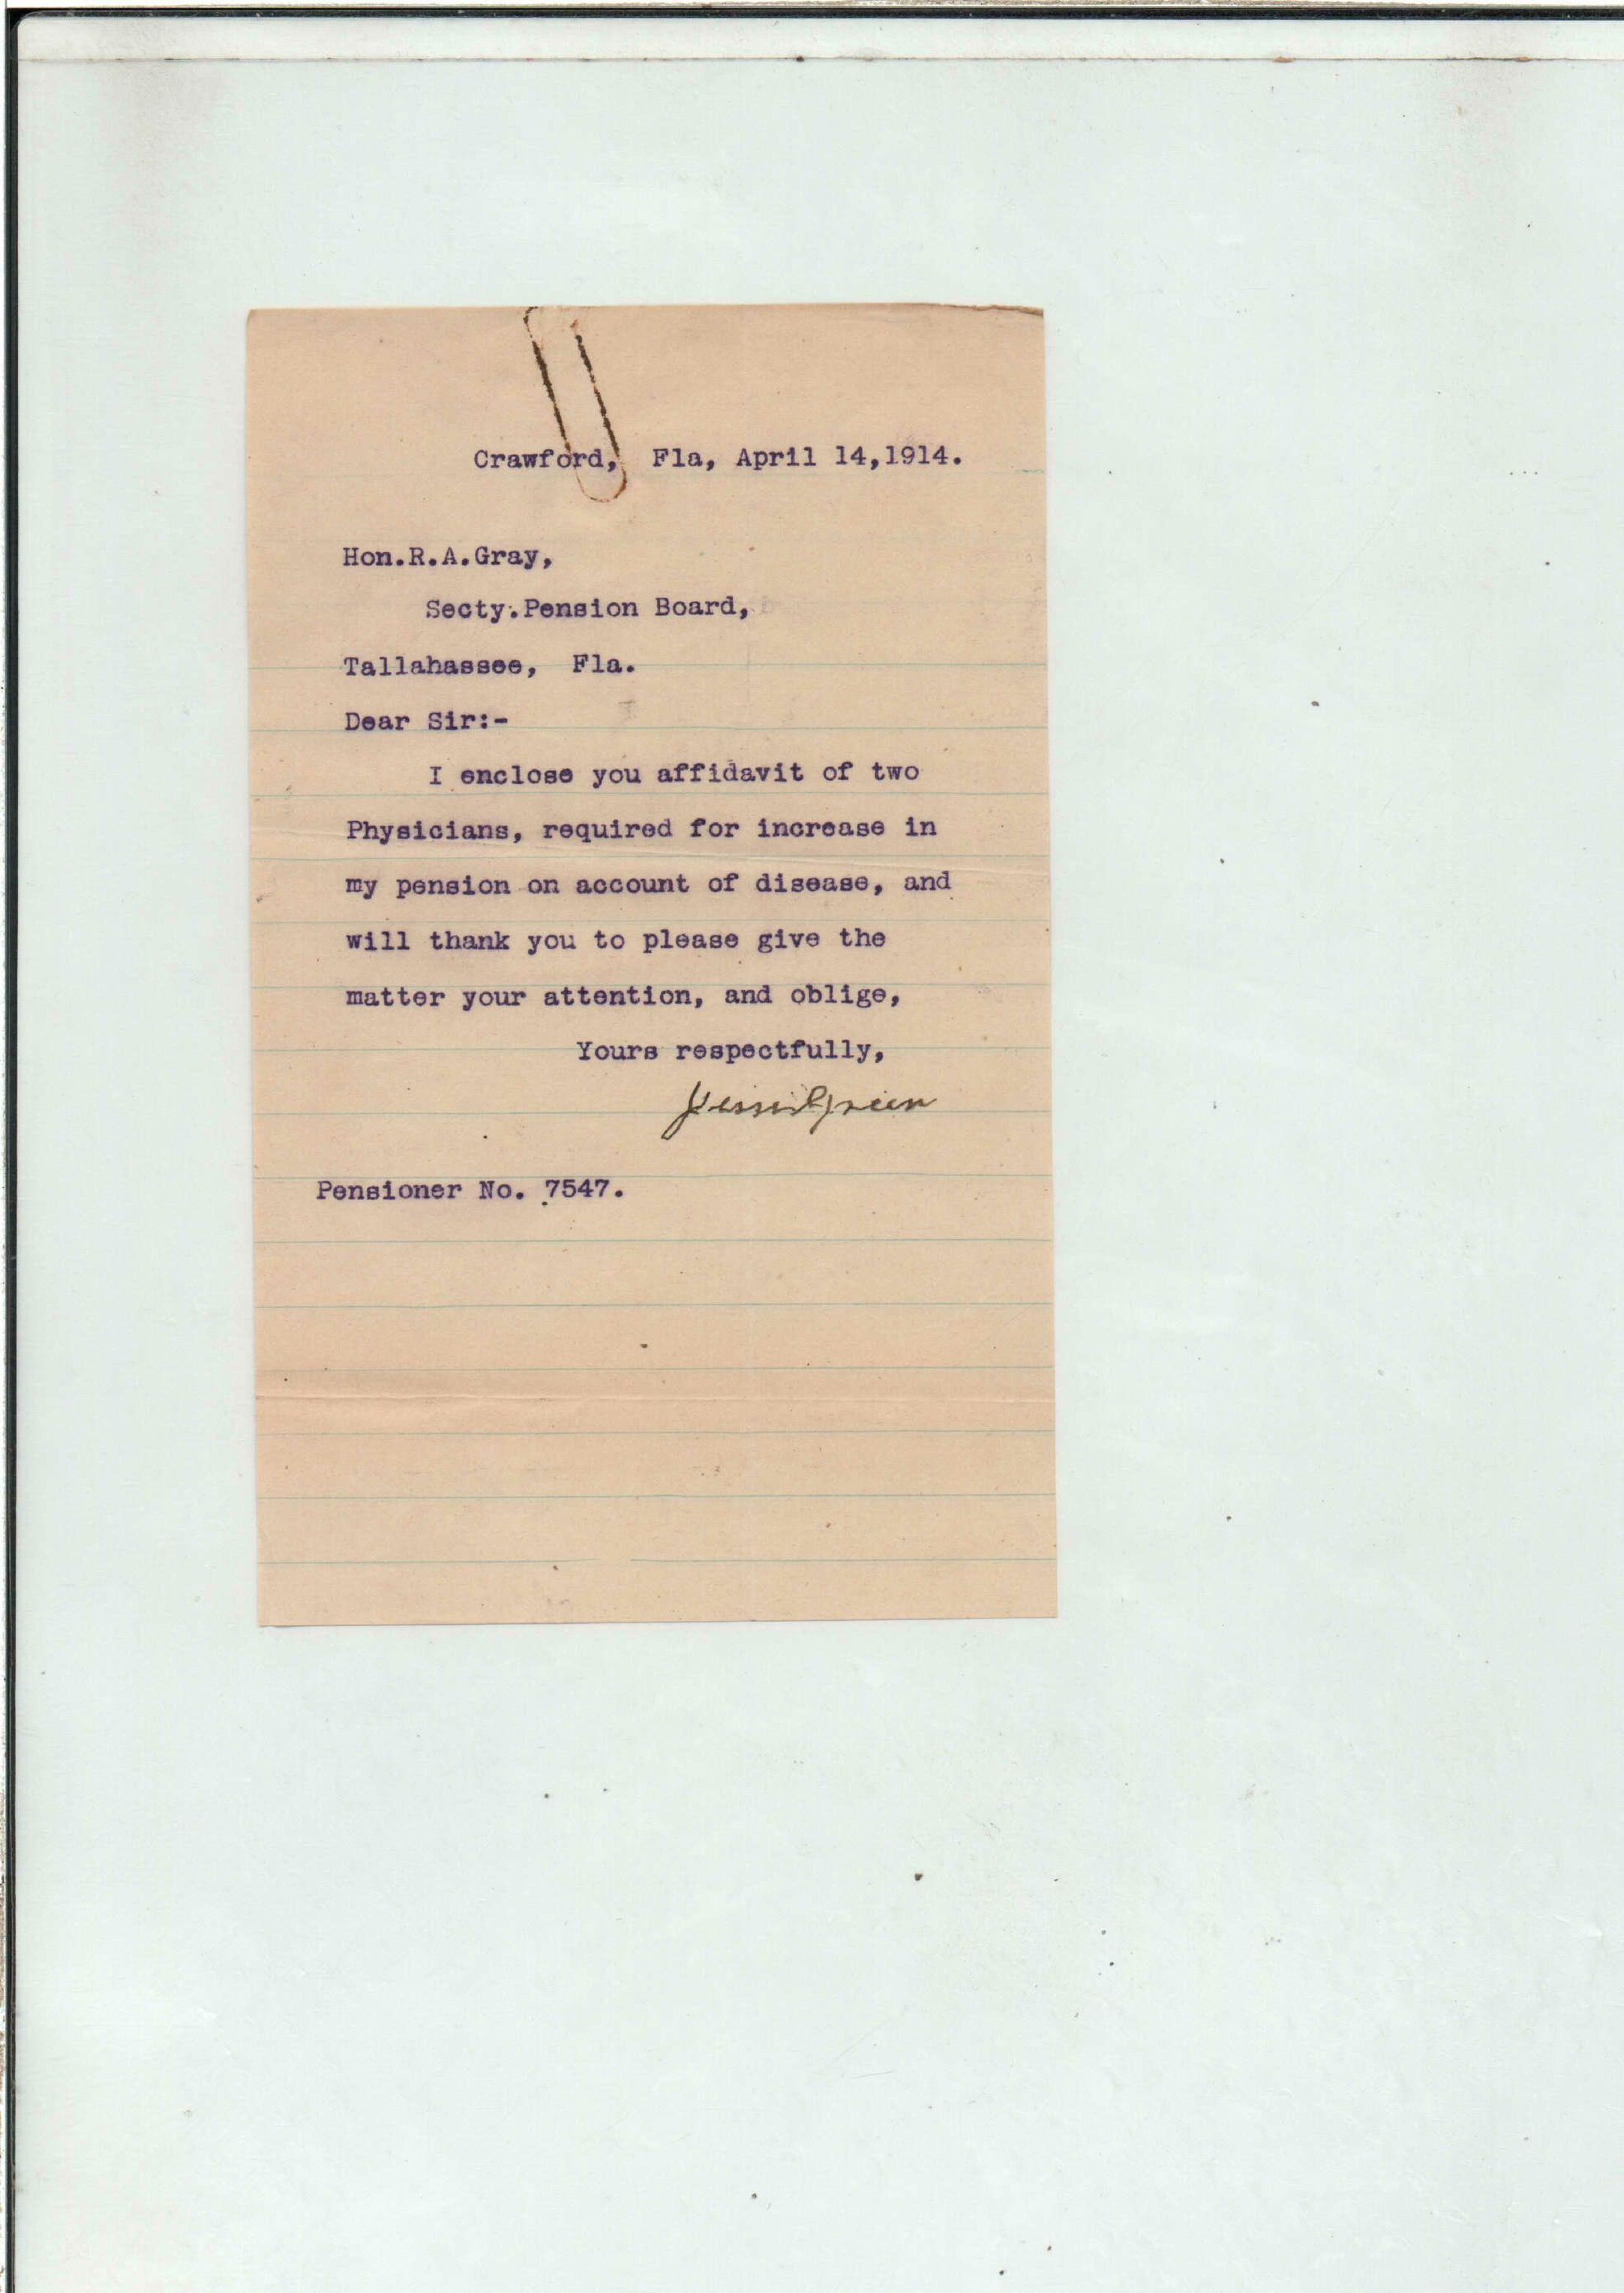 Crawford, Fla, April 14,1914.
Hon.R.A.Gray,
Secty.Pension Board,
Tallahassee, Fla.
Dear Sir:-
I enclose you affidavit of two
Physicians, required for increase in
my pension on account of disease, and
will thank you to please give the
matter your attention, and oblige,
Yours respectfully,
Jesse Green
Pensioner No. 7547.